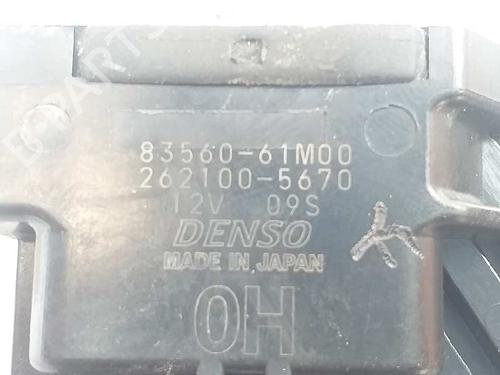 83560-61M00
262100-5670
12V 09S
DENSO
MADE IN JAPAN
0H